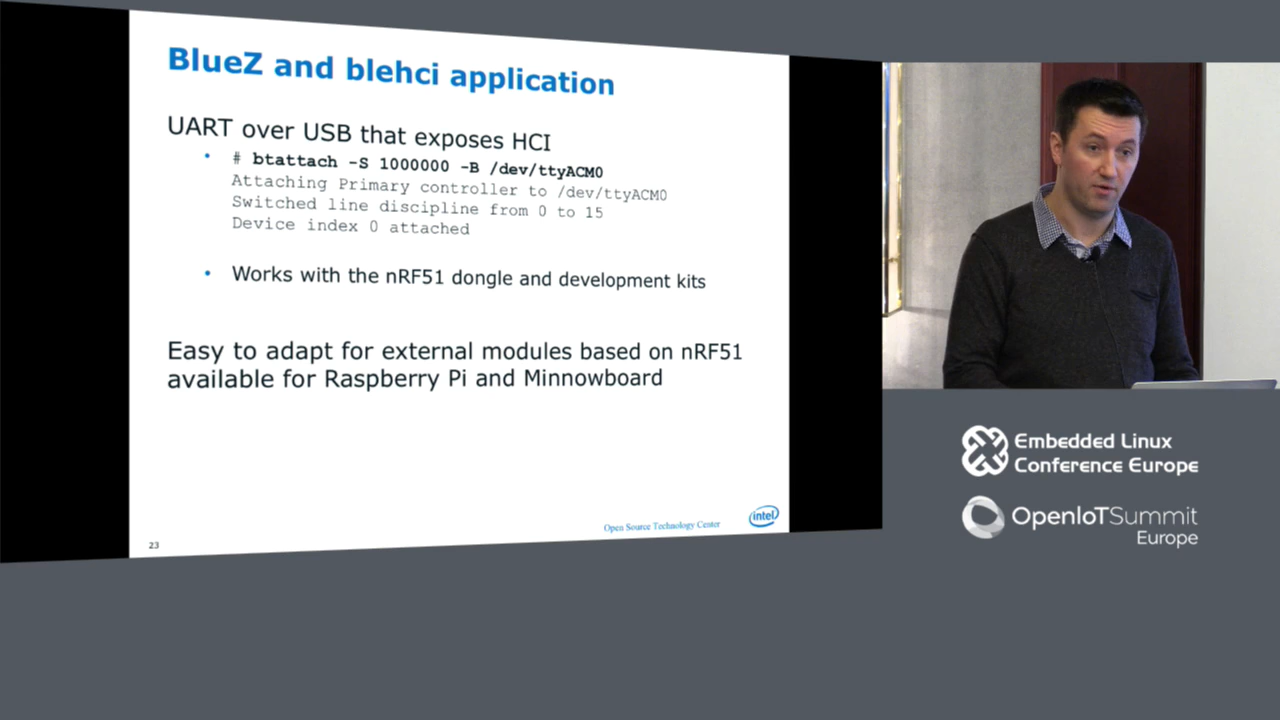 BlueZ and blehci application
UART over USB that exposes HCI
• # btattach -S 1000000 -B /dev/ttyACM0
Attaching Primary controller to /dev/ttyACM0
Switched line discipline from 0 to 15
Device index 0 attached
• Works with the nRF51 dongle and development kits
Easy to adapt for external modules based on nRF51
available for Raspberry Pi and Minnowboard
Open Source Technology Center
intel
23
Embedded Linux
Conference Europe
OpenIoTSummit
Europe